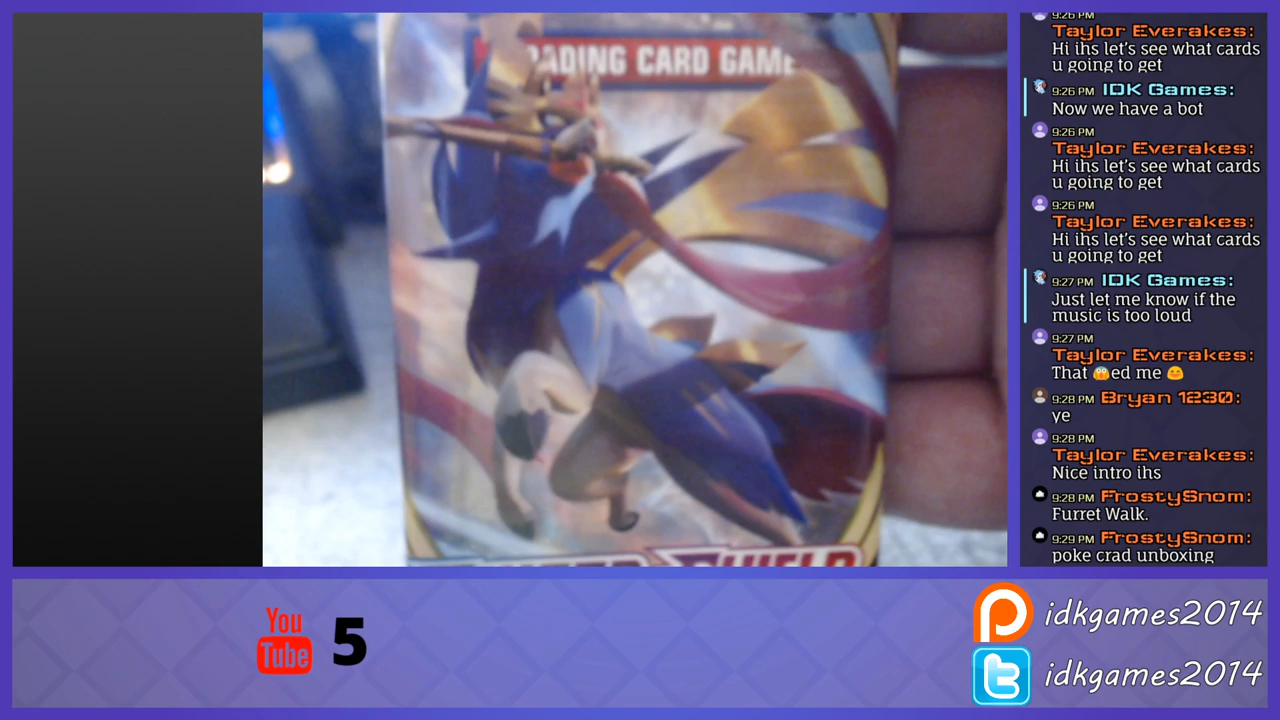 TRADING CARD GAME
SHIELD
9:26 PM
Taylor Everakes:
Hi ihs let's see what cards
u going to get
9:26 PM IDK Games:
Now we have a bot
9:26 PM
Taylor Everakes:
Hi ihs let's see what cards
u going to get
9:26 PM
Taylor Everakes:
Hi ihs let's see what cards
u going to get
9:27 PM IDK Games:
Just let me know if the
music is too loud
9:27 PM
Taylor Everakes:
That 😱ed me 😊
9:28 PM Bryan 1230:
ye
9:28 PM
Taylor Everakes:
Nice intro ihs
9:28 PM FrostySnom:
Furret Walk.
9:29 PM FrostySnom:
poke crad unboxing
You
Tube
5
idkgames2014
idkgames2014